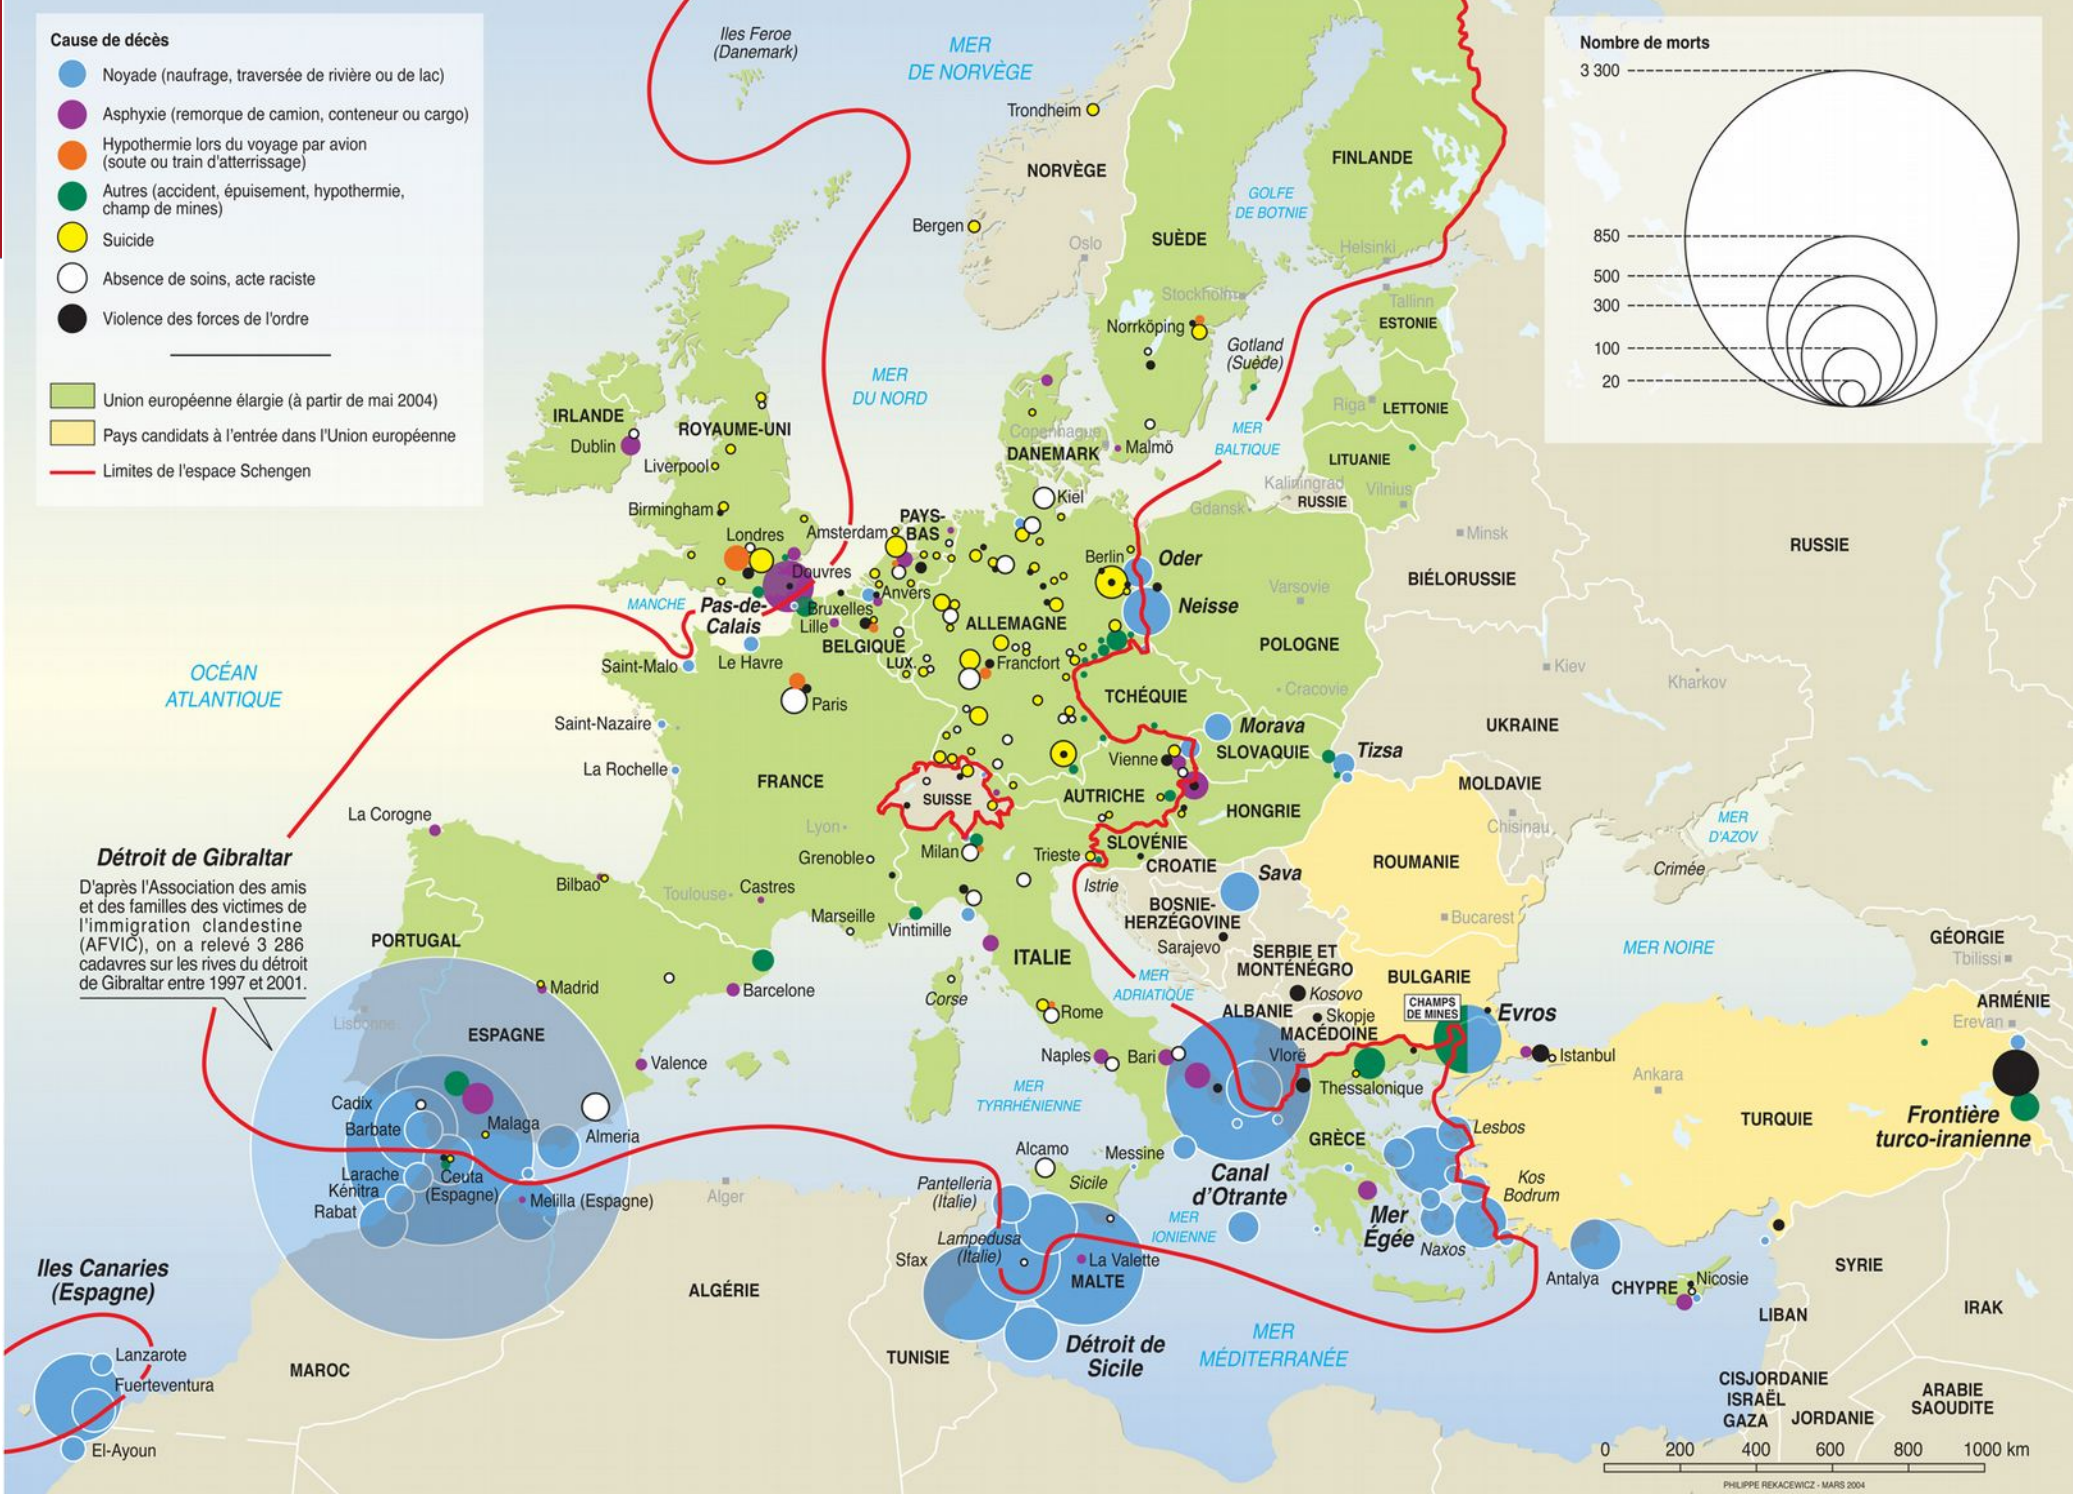 Cause de décès
Noyade (naufrage, traversée de rivière ou de lac)
Asphyxie (remorque de camion, conteneur ou cargo)
Hypothermie lors du voyage par avion
(soute ou train d'atterrissage)
Autres (accident, épuisement, hypothermie,
champ de mines)
Suicide
Absence de soins, acte raciste
Violence des forces de l'ordre
Union européenne élargie (à partir de mai 2004)
Pays candidats à l'entrée dans l'Union européenne
Limites de l'espace Schengen
Nombre de morts
3 300
850
500
300
100
20
Iles Feroe
(Danemark)
MER
DE NORVÈGE
Trondheim
NORVÈGE
Bergen
Oslo
SUÈDE
FINLANDE
GOLFE
DE BOTNIE
Helsinki
Stockholm
Tallinn
ESTONIE
Norrköping
Gotland
(Suède)
MER
DU NORD
IRLANDE
Dublin
ROYAUME-UNI
Liverpool
Birmingham
Londres
Riga
LETTONIE
Copenhague
DANEMARK
Malmö
MER
BALTIQUE
LITUANIE
Kaliningrad
RUSSIE
Vilnius
Gdansk
Kiel
Minsk
RUSSIE
BIÉLORUSSIE
Amsterdam
PAYS-
BAS
Berlin
Oder
Neisse
Varsovie
POLOGNE
Douvres
MANCHE
Pas-de-
Calais
Bruxelles
Anvers
Lille
BELGIQUE
LUX.
ALLEMAGNE
Francfort
Saint-Malo
Le Havre
Paris
OCÉAN
ATLANTIQUE
Saint-Nazaire
La Rochelle
FRANCE
Kiev
Kharkov
Cracovie
TCHÉQUIE
UKRAINE
Morava
SLOVAQUIE
Tizsa
Vienne
SUISSE
AUTRICHE
HONGRIE
MOLDAVIE
Chisinau
MER
D'AZOV
La Corogne
Lyon
Grenoble
Milan
Trieste
SLOVÉNIE
CROATIE
ROUMANIE
Crimée
Détroit de Gibraltar
D'après l'Association des amis
et des familles des victimes de
l'immigration clandestine
(AFVIC), on a relevé 3 286
cadavres sur les rives du détroit
de Gibraltar entre 1997 et 2001.
Bilbao
Toulouse
Castres
Marseille
Vintimille
Istrie
Sava
BOSNIE-
HERZÉGOVINE
Sarajevo
Bucarest
MER NOIRE
GÉORGIE
Tbilissi
PORTUGAL
ITALIE
SERBIE ET
MONTÉNÉGRO
BULGARIE
MER
ADRIATIQUE
Kosovo
ARMÉNIE
Erevan
Madrid
Barcelone
Corse
Rome
ALBANIE
Skopje
MACÉDOINE
CHAMPS
DE MINES
Evros
Lisbonne
ESPAGNE
Valence
Naples
Bari
Vlorë
Thessalonique
Istanbul
Ankara
MER
TYRRHÉNIENNE
TURQUIE
Frontière
turco-iranienne
Cadix
Barbate
Malaga
Almeria
Alcamo
Messine
GRÈCE
Lesbos
Larache
Kénitra
Rabat
Ceuta
(Espagne)
Melilla (Espagne)
Alger
Pantelleria
(Italie)
Sicile
Canal
d'Otrante
Kos
Bodrum
Mer
Égée
Naxos
MER
IONIENNE
Lampedusa
(Italie)
Sfax
La Valette
MALTE
Antalya
CHYPRE
Nicosie
SYRIE
LIBAN
IRAK
Iles Canaries
(Espagne)
ALGÉRIE
Détroit de
Sicile
MER
MÉDITERRANÉE
Lanzarote
Fuerteventura
El-Ayoun
MAROC
TUNISIE
CISJORDANIE
ISRAËL
GAZA
JORDANIE
ARABIE
SAOUDITE
0 200 400 600 800 1000 km
PHILIPPE REKACEWICZ - MARS 2004